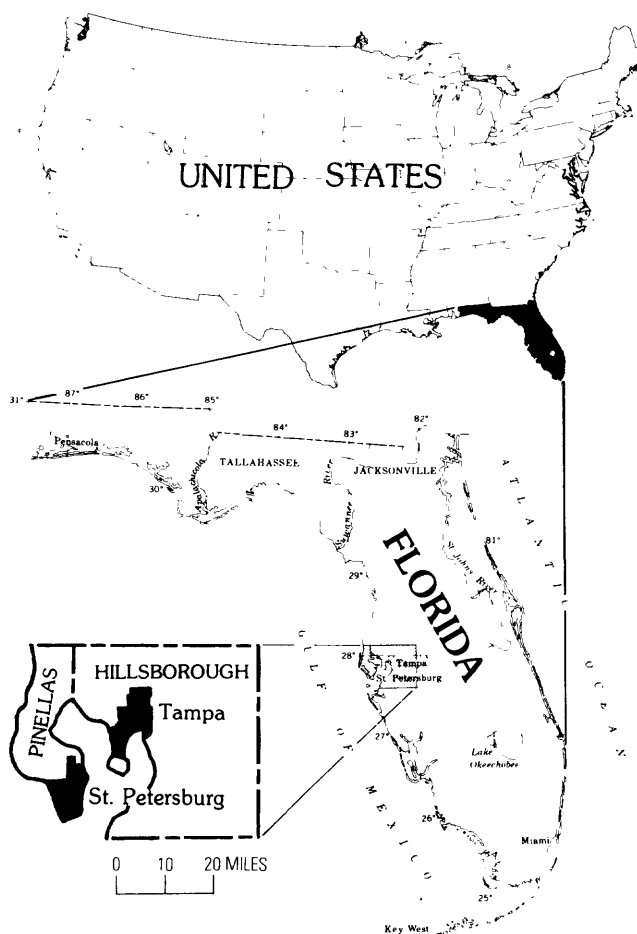 UNITED STATES
31°
87°
86°
85°
84°
83°
82°
Pensacola
R.
TALLAHASSEE
River
JACKSONVILLE
30°
Apalachicola
Suwannee
ATLANTIC
81°
St Johns River
29°
FLORIDA
GULF OF MEXICO
28°
Tampa
St. Petersburg
OCEAN
HILLSBOROUGH
PINELLAS
Tampa
St. Petersburg
27°
Lake
Okeechobee
26°
Miami
0 10 20 MILES
25°
Key West